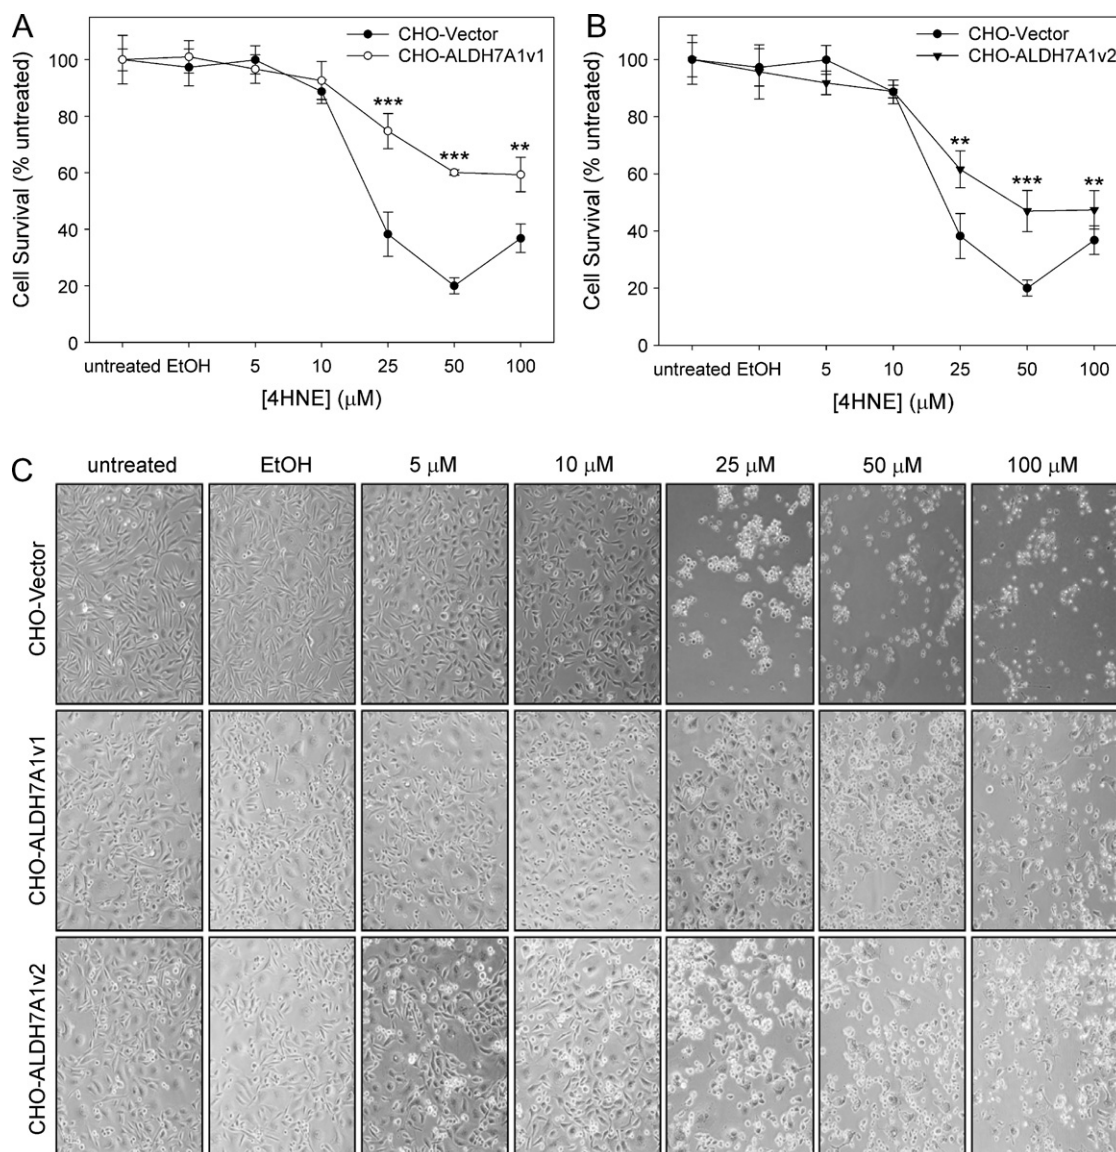 A
CHO-Vector
CHO-ALDH7A1v1
Cell Survival (% untreated)
100
80
60
40
20
0
***
***
**
untreated EtOH 5 10 25 50 100
[4HNE] (μM)
B
CHO-Vector
CHO-ALDH7A1v2
Cell Survival (% untreated)
100
80
60
40
20
0
**
***
**
untreated EtOH 5 10 25 50 100
[4HNE] (μM)
C
untreated EtOH 5 μM 10 μM 25 μM 50 μM 100 μM
CHO-Vector
CHO-ALDH7A1v1
CHO-ALDH7A1v2